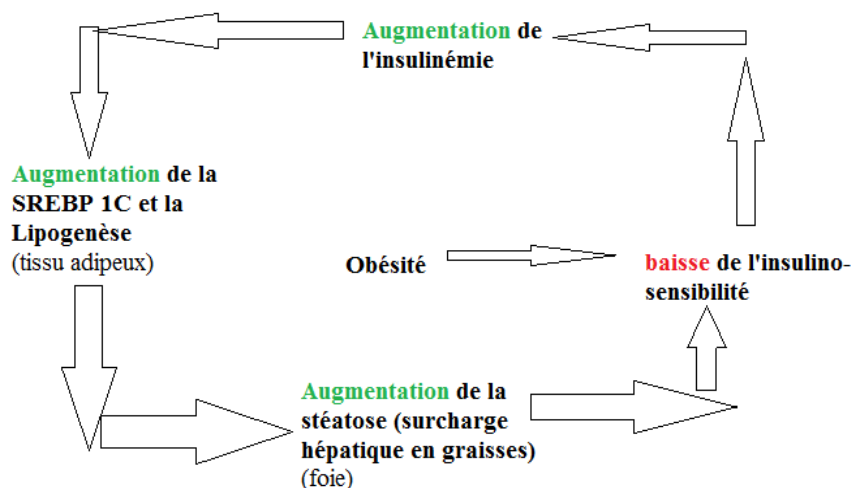 Augmentation de
l'insulinémie
Augmentation de la
SREBP 1C et la
Lipogenèse
(tissu adipeux)
Obésité
baisse de l'insulino-
sensibilité
Augmentation de la
stéatose (surcharge
hépatique en graisses)
(foie)